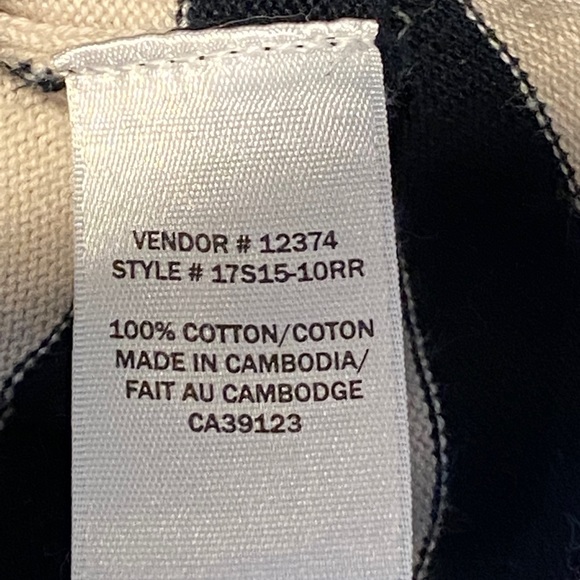 VENDOR # 12374
STYLE # 17S15-10RR
100% COTTON/COTON
MADE IN CAMBODIA/
FAIT AU CAMBODGE
CA39123